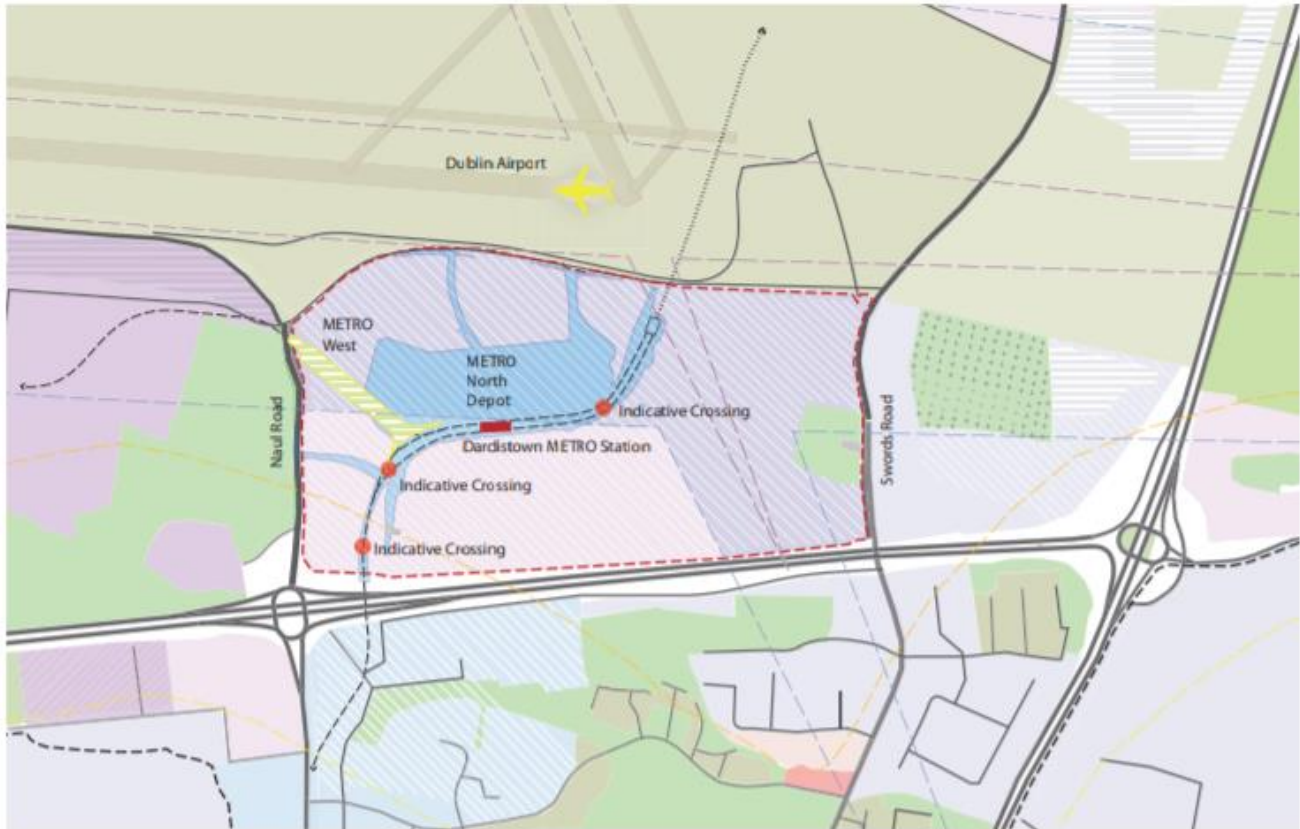 Dublin Airport
METRO
West
METRO
North
Depot
Naul Road
Indicative Crossing
Dardistown METRO Station
Swords Road
Indicative Crossing
Indicative Crossing